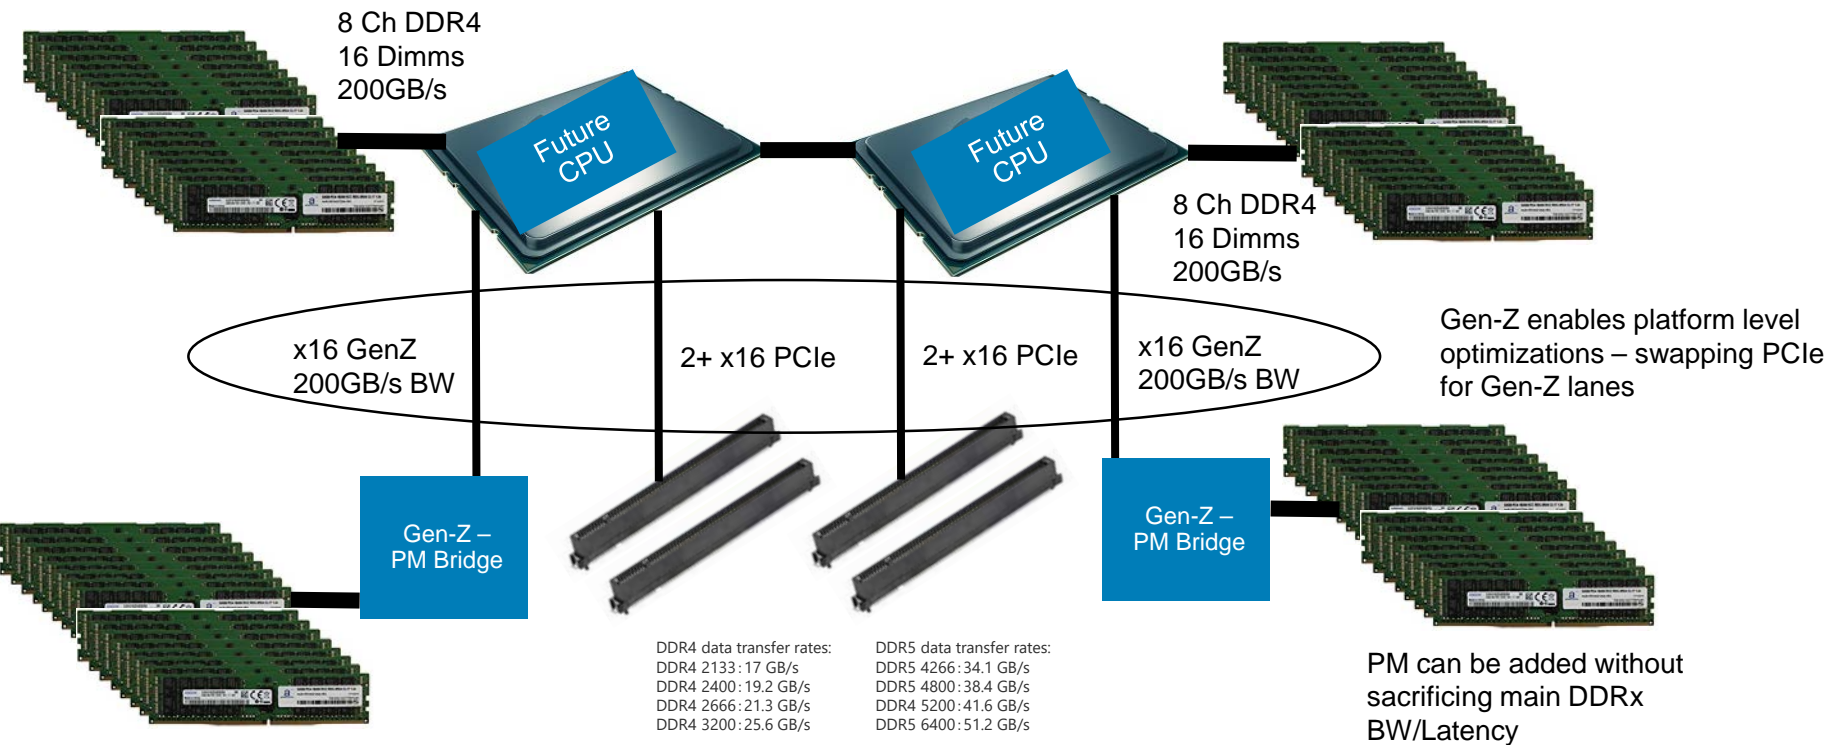 8 Ch DDR4
16 Dimms
200GB/s
Future
CPU
Future
CPU
8 Ch DDR4
16 Dimms
200GB/s
x16 GenZ
200GB/s BW
2+ x16 PCIe
2+ x16 PCIe
x16 GenZ
200GB/s BW
Gen-Z enables platform level
optimizations – swapping PCIe
for Gen-Z lanes
Gen-Z –
PM Bridge
Gen-Z –
PM Bridge
DDR4 data transfer rates:
DDR4 2133:17 GB/s
DDR4 2400:19.2 GB/s
DDR4 2666:21.3 GB/s
DDR4 3200:25.6 GB/s
DDR5 data transfer rates:
DDR5 4266:34.1 GB/s
DDR5 4800:38.4 GB/s
DDR4 5200:41.6 GB/s
DDR5 6400:51.2 GB/s
PM can be added without
sacrificing main DDRx
BW/Latency